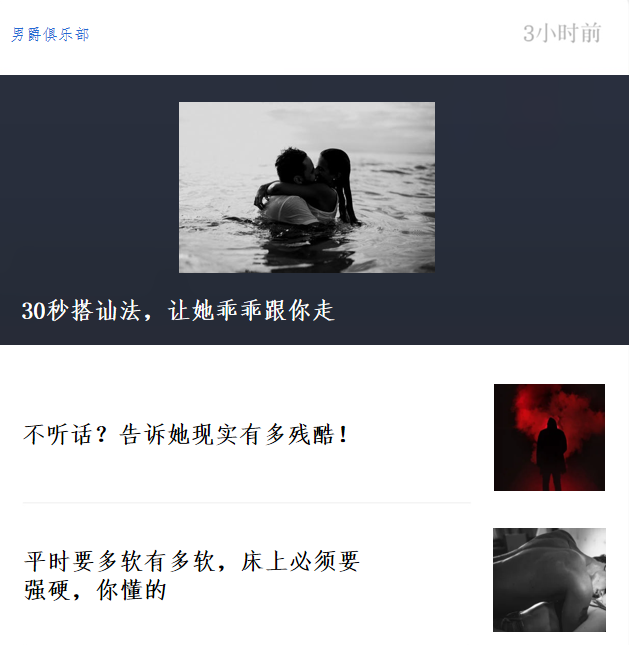 男爵俱乐部
3小时前
30秒搭讪法，让她乖乖跟你走
不听话？告诉她现实有多残酷！
平时要多软有多软，床上必须要
强硬，你懂的